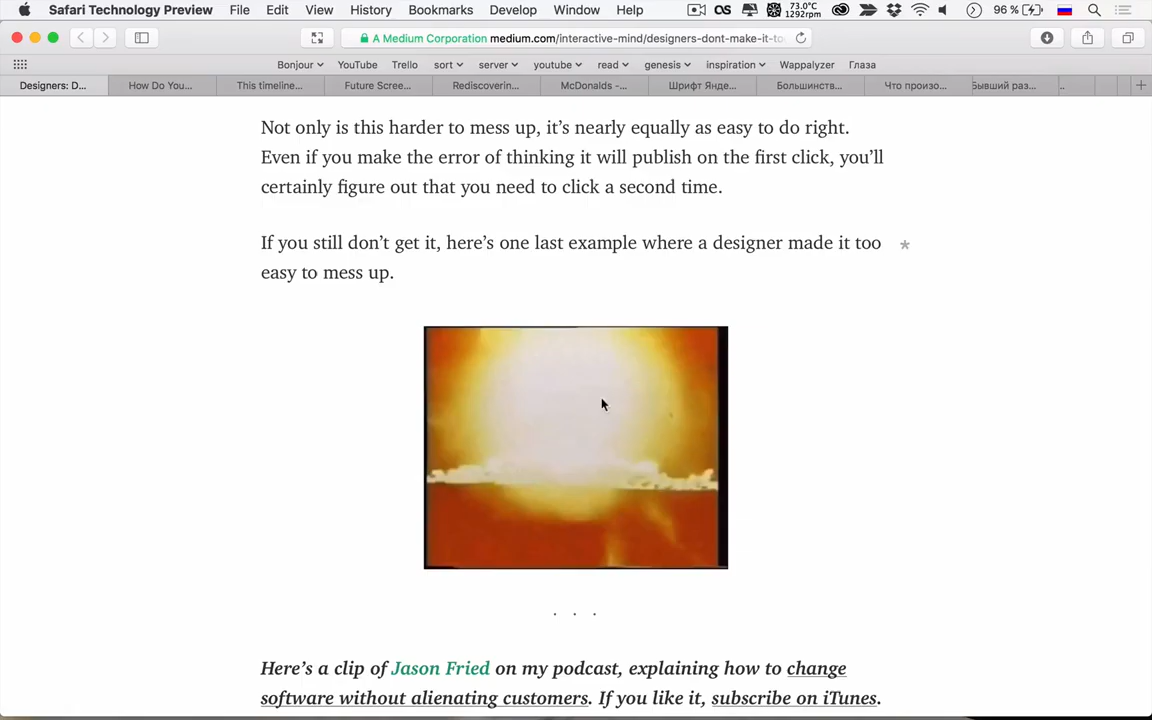 Safari Technology Preview File Edit View History Bookmarks Develop Window Help 73.0°C 1292rpm 96 %
A Medium Corporation medium.com/interactive-mind/designers-dont-make-it-to
Bonjour YouTube Trello sort server youtube read genesis inspiration Wappalyzer Глаза
Designers: D... How Do You... This timeline... Future Scree... Rediscoverin... McDonalds -... Шрифт Янде... Большинств... Что произо... Бывший раз... ..
Not only is this harder to mess up, it’s nearly equally as easy to do right.
Even if you make the error of thinking it will publish on the first click, you’ll
certainly figure out that you need to click a second time.
If you still don’t get it, here’s one last example where a designer made it too *
easy to mess up.
. . .
Here’s a clip of Jason Fried on my podcast, explaining how to change
software without alienating customers. If you like it, subscribe on iTunes.